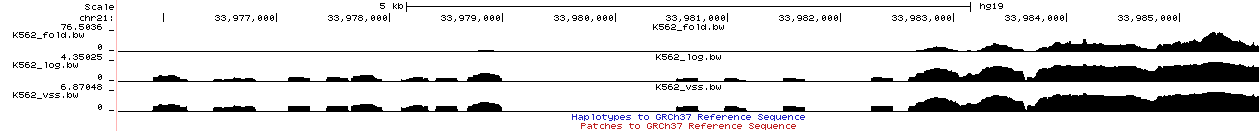 Scale 5 kb hg19
chr21: 33,977,000 33,978,000 33,979,000 33,980,000 33,981,000 33,982,000 33,983,000 33,984,000 33,985,000
76.5036 K562_fold.bw
K562_fold.bw
0
4.35025 K562_log.bw
K562_log.bw
0
6.87048 K562_vss.bw
K562_vss.bw
0
Haplotypes to GRCh37 Reference Sequence
Patches to GRCh37 Reference Sequence